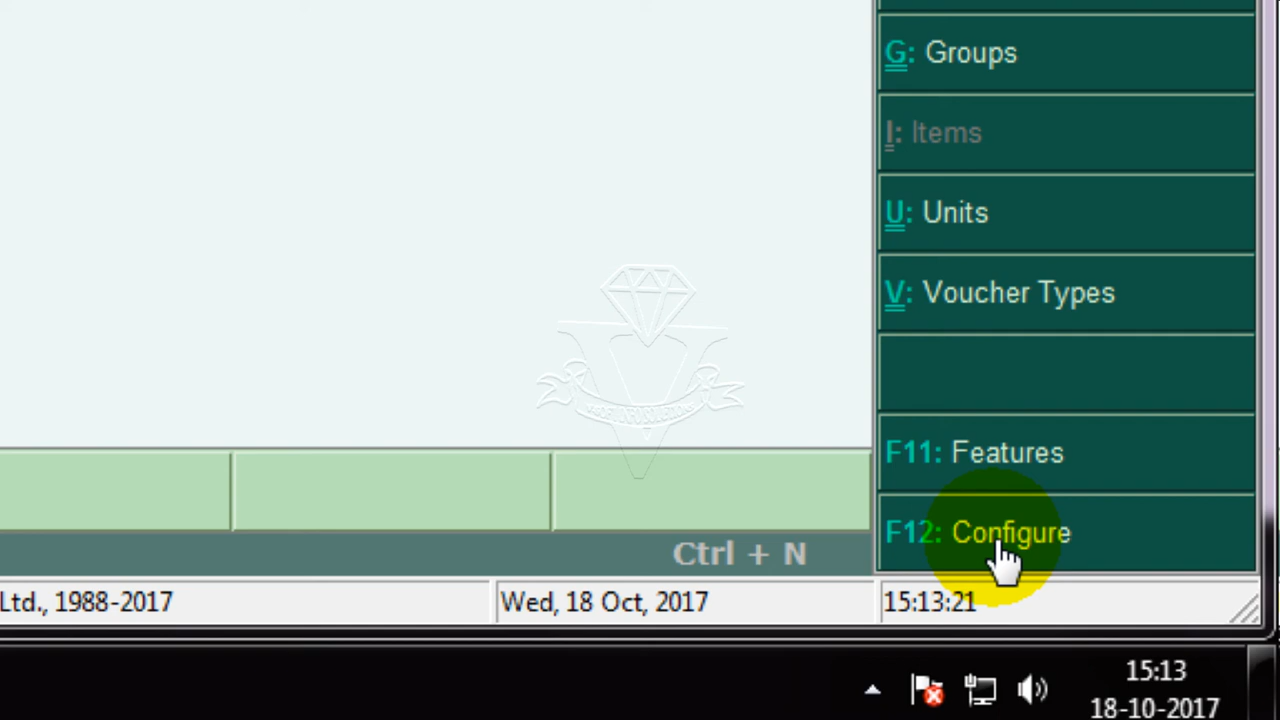 G: Groups
I: Items
U: Units
V: Voucher Types
F11: Features
F12: Configure
Ctrl + N
Ltd., 1988-2017
Wed, 18 Oct, 2017
15:13:21
15:13
18-10-2017